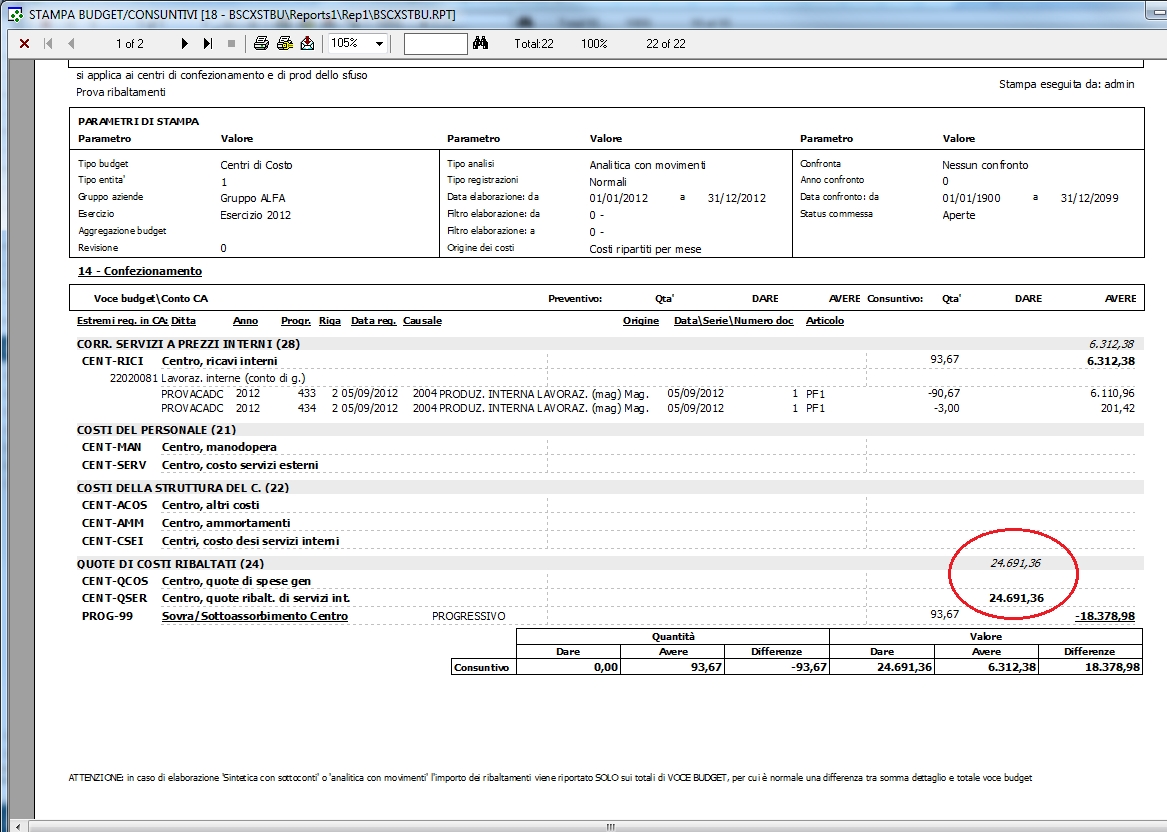 STAMPA BUDGET/CONSUNTIVI [18 - BSCXSTBU\Reports1\Rep1\BSCXSTBU.RPT]
1 of 2 105% Total:22 100% 22 of 22
si applica ai centri di confezionamento e di prod dello sfuso
Stampa eseguita da: admin
Prova ribaltamenti
PARAMETRI DI STAMPA
Parametro Valore Parametro Valore Parametro Valore
Tipo budget Centri di Costo Tipo analisi Analitica con movimenti Confronta Nessun confronto
Tipo entita' 1 Tipo registrazioni Normali Anno confronto 0
Gruppo aziende Gruppo ALFA Data elaborazione: da 01/01/2012 a 31/12/2012 Data confronto: da 01/01/1900 a 31/12/2099
Esercizio Esercizio 2012 Filtro elaborazione: da 0 - Status commessa Aperte
Aggregazione budget Filtro elaborazione: a 0 -
Revisione 0 Origine dei costi Costi ripartiti per mese
14 - Confezionamento
Voce budget\Conto CA Preventivo: Qta' DARE AVERE Consuntivo: Qta' DARE AVERE
Estremi reg. in CA: Ditta Anno Progr. Riga Data reg. Causale Origine Data\Serie\Numero doc Articolo
CORR. SERVIZI A PREZZI INTERNI (28) 6.312,38
CENT-RICI Centro, ricavi interni 93,67 6.312,38
22020081 Lavoraz. interne (conto di g.)
PROVACADC 2012 433 2 05/09/2012 2004 PRODUZ. INTERNA LAVORAZ. (mag) Mag. 05/09/2012 1 PF1 -90,67 6.110,96
PROVACADC 2012 434 2 05/09/2012 2004 PRODUZ. INTERNA LAVORAZ. (mag) Mag. 05/09/2012 1 PF1 -3,00 201,42
COSTI DEL PERSONALE (21)
CENT-MAN Centro, manodopera
CENT-SERV Centro, costo servizi esterni
COSTI DELLA STRUTTURA DEL C. (22)
CENT-ACOS Centro, altri costi
CENT-AMM Centro, ammortamenti
CENT-CSEI Centri, costo desi servizi interni
QUOTE DI COSTI RIBALTATI (24) 24.691,36
CENT-QCOS Centro, quote di spese gen
CENT-QSER Centro, quote ribalt. di servizi int. 24.691,36
PROG-99 Sovra/Sottoassorbimento Centro PROGRESSIVO 93,67 -18.378,98
Quantità Valore
Dare Avere Differenze Dare Avere Differenze
Consuntivo 0,00 93,67 -93,67 24.691,36 6.312,38 18.378,98
ATTENZIONE: in caso di elaborazione 'Sintetica con sottoconti' o 'analitica con movimenti' l'importo dei ribaltamenti viene riportato SOLO sui totali di VOCE BUDGET, per cui è normale una differenza tra somma dettaglio e totale voce budget